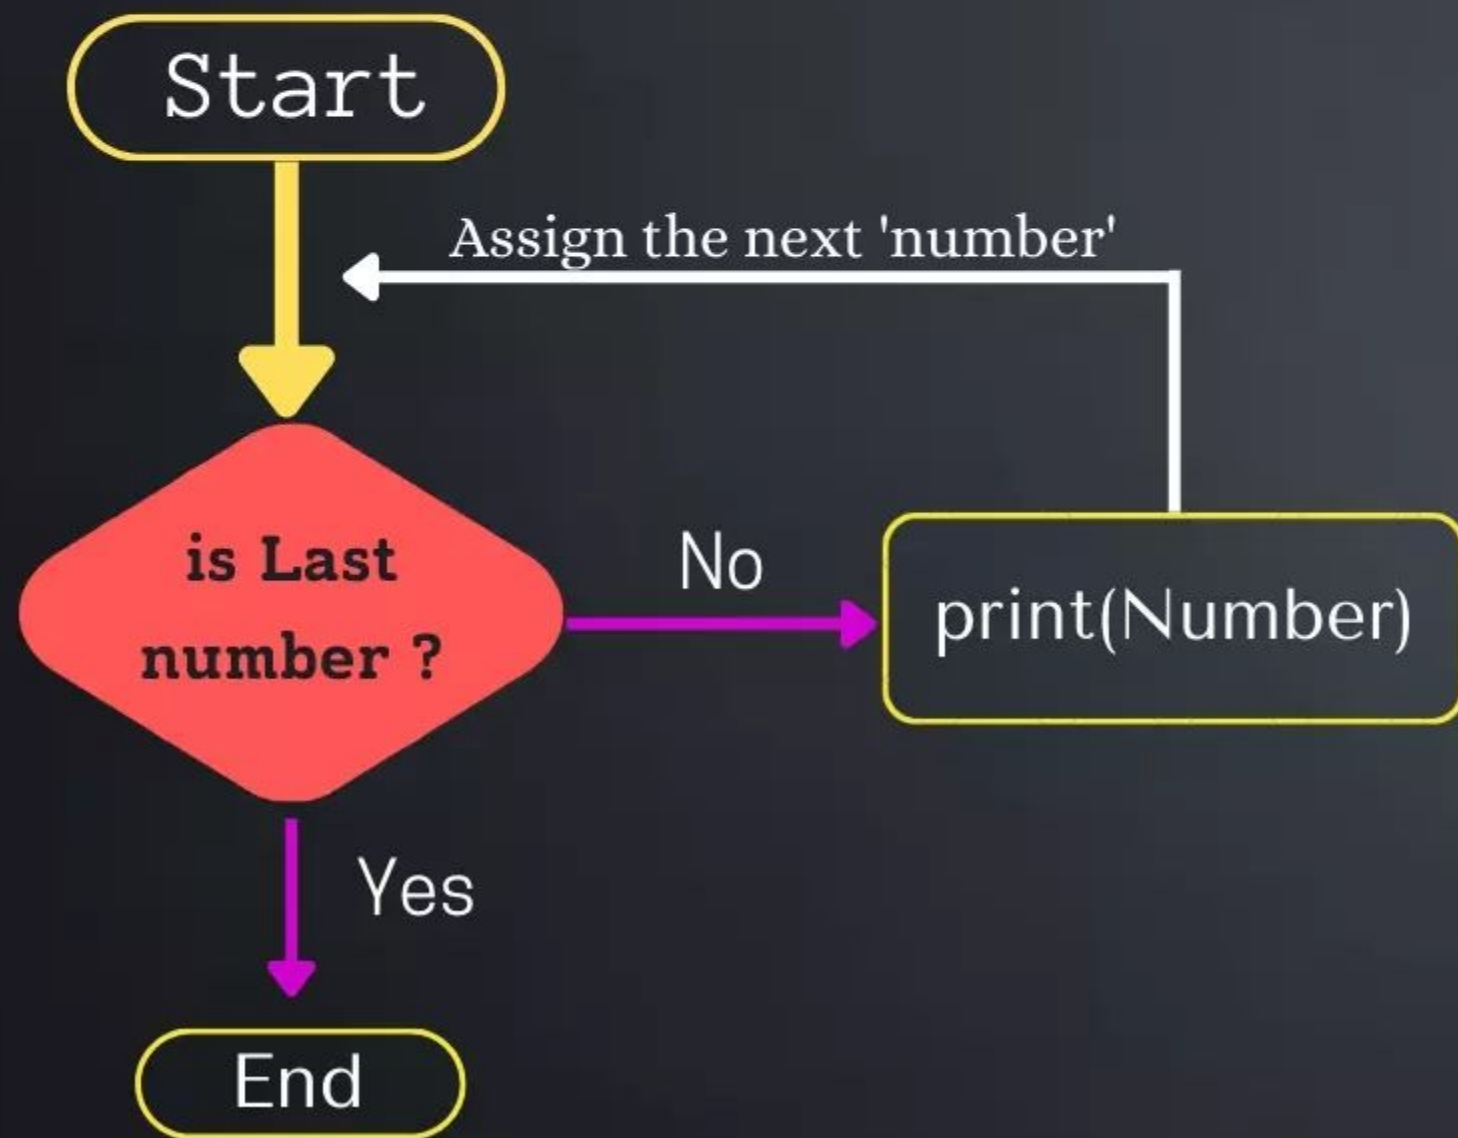 Start
Assign the next 'number'
is Last
number ?
No
print(Number)
Yes
End